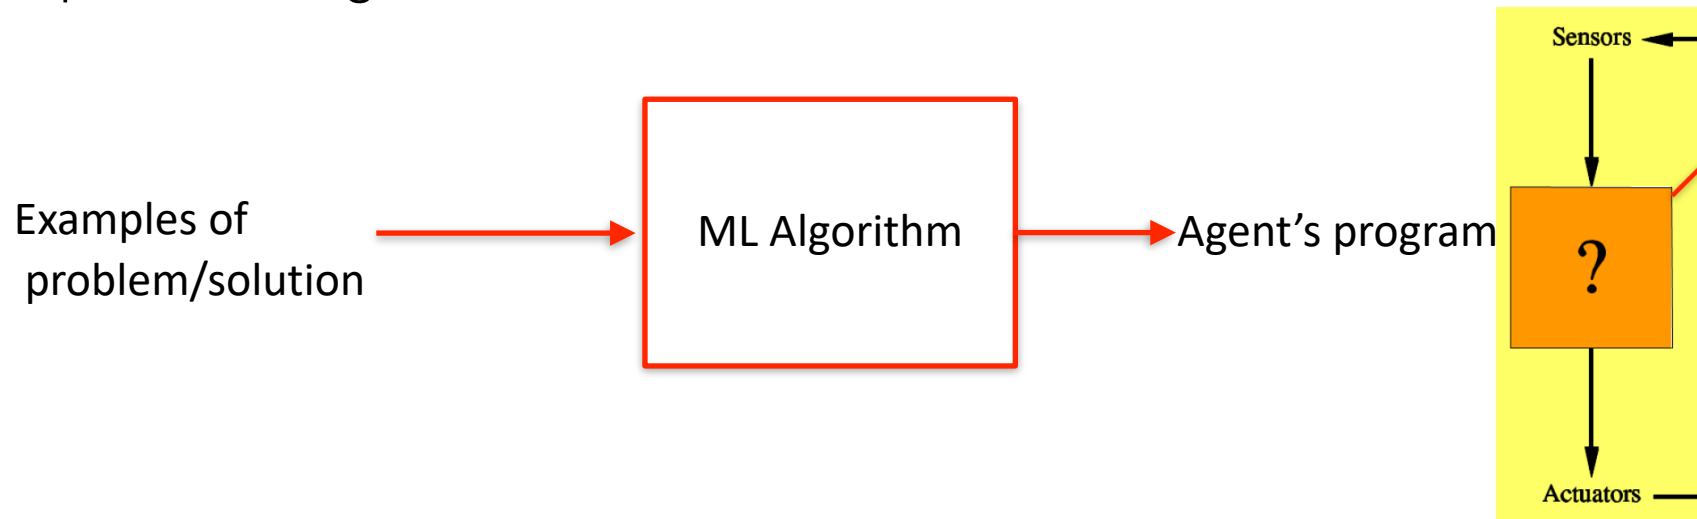 Sensors
Examples of
problem/solution
ML Algorithm
Agent’s program
?
Actuators